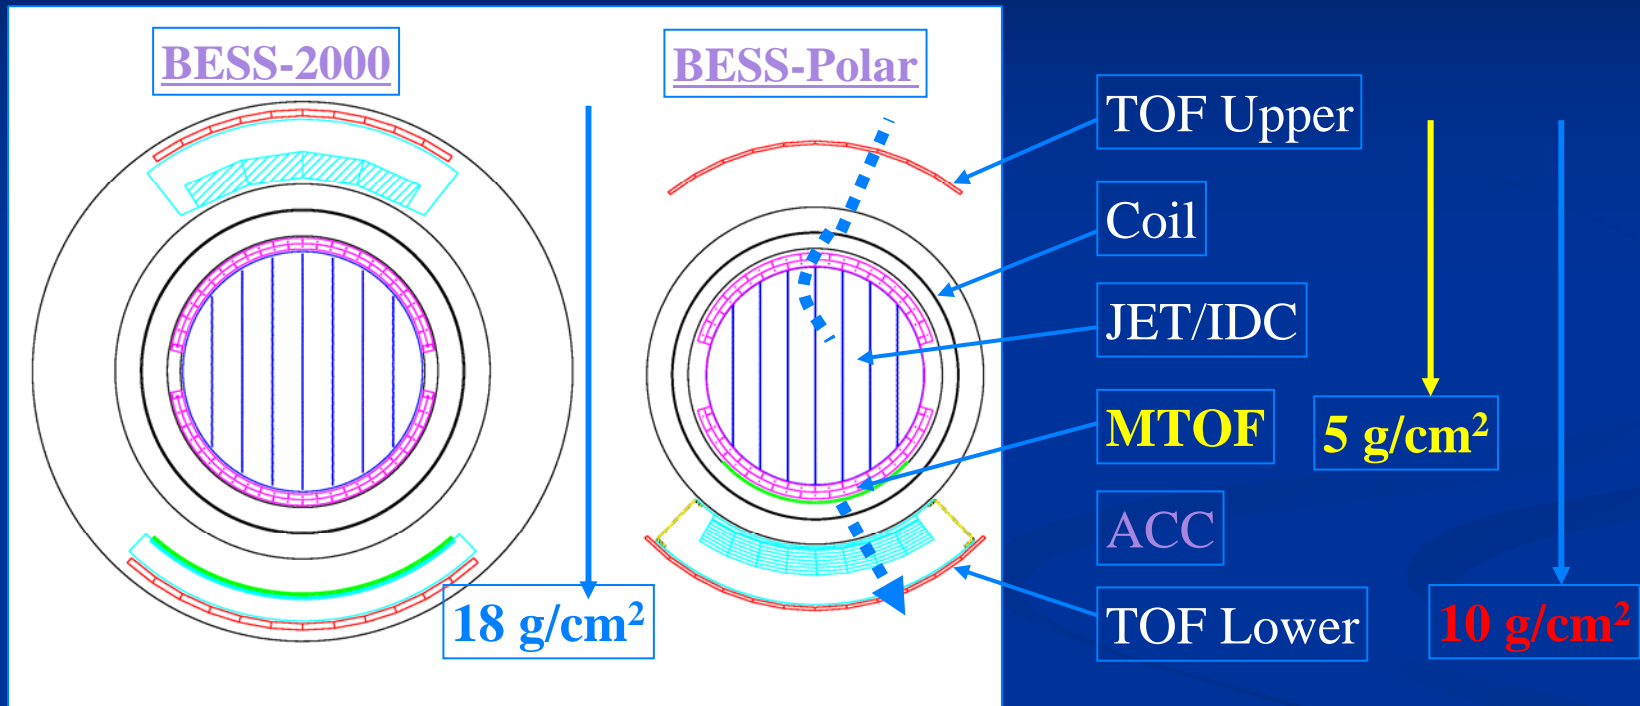 BESS-2000
BESS-Polar
TOF Upper
Coil
JET/IDC
MTOF
5 g/cm²
ACC
18 g/cm²
TOF Lower
10 g/cm²